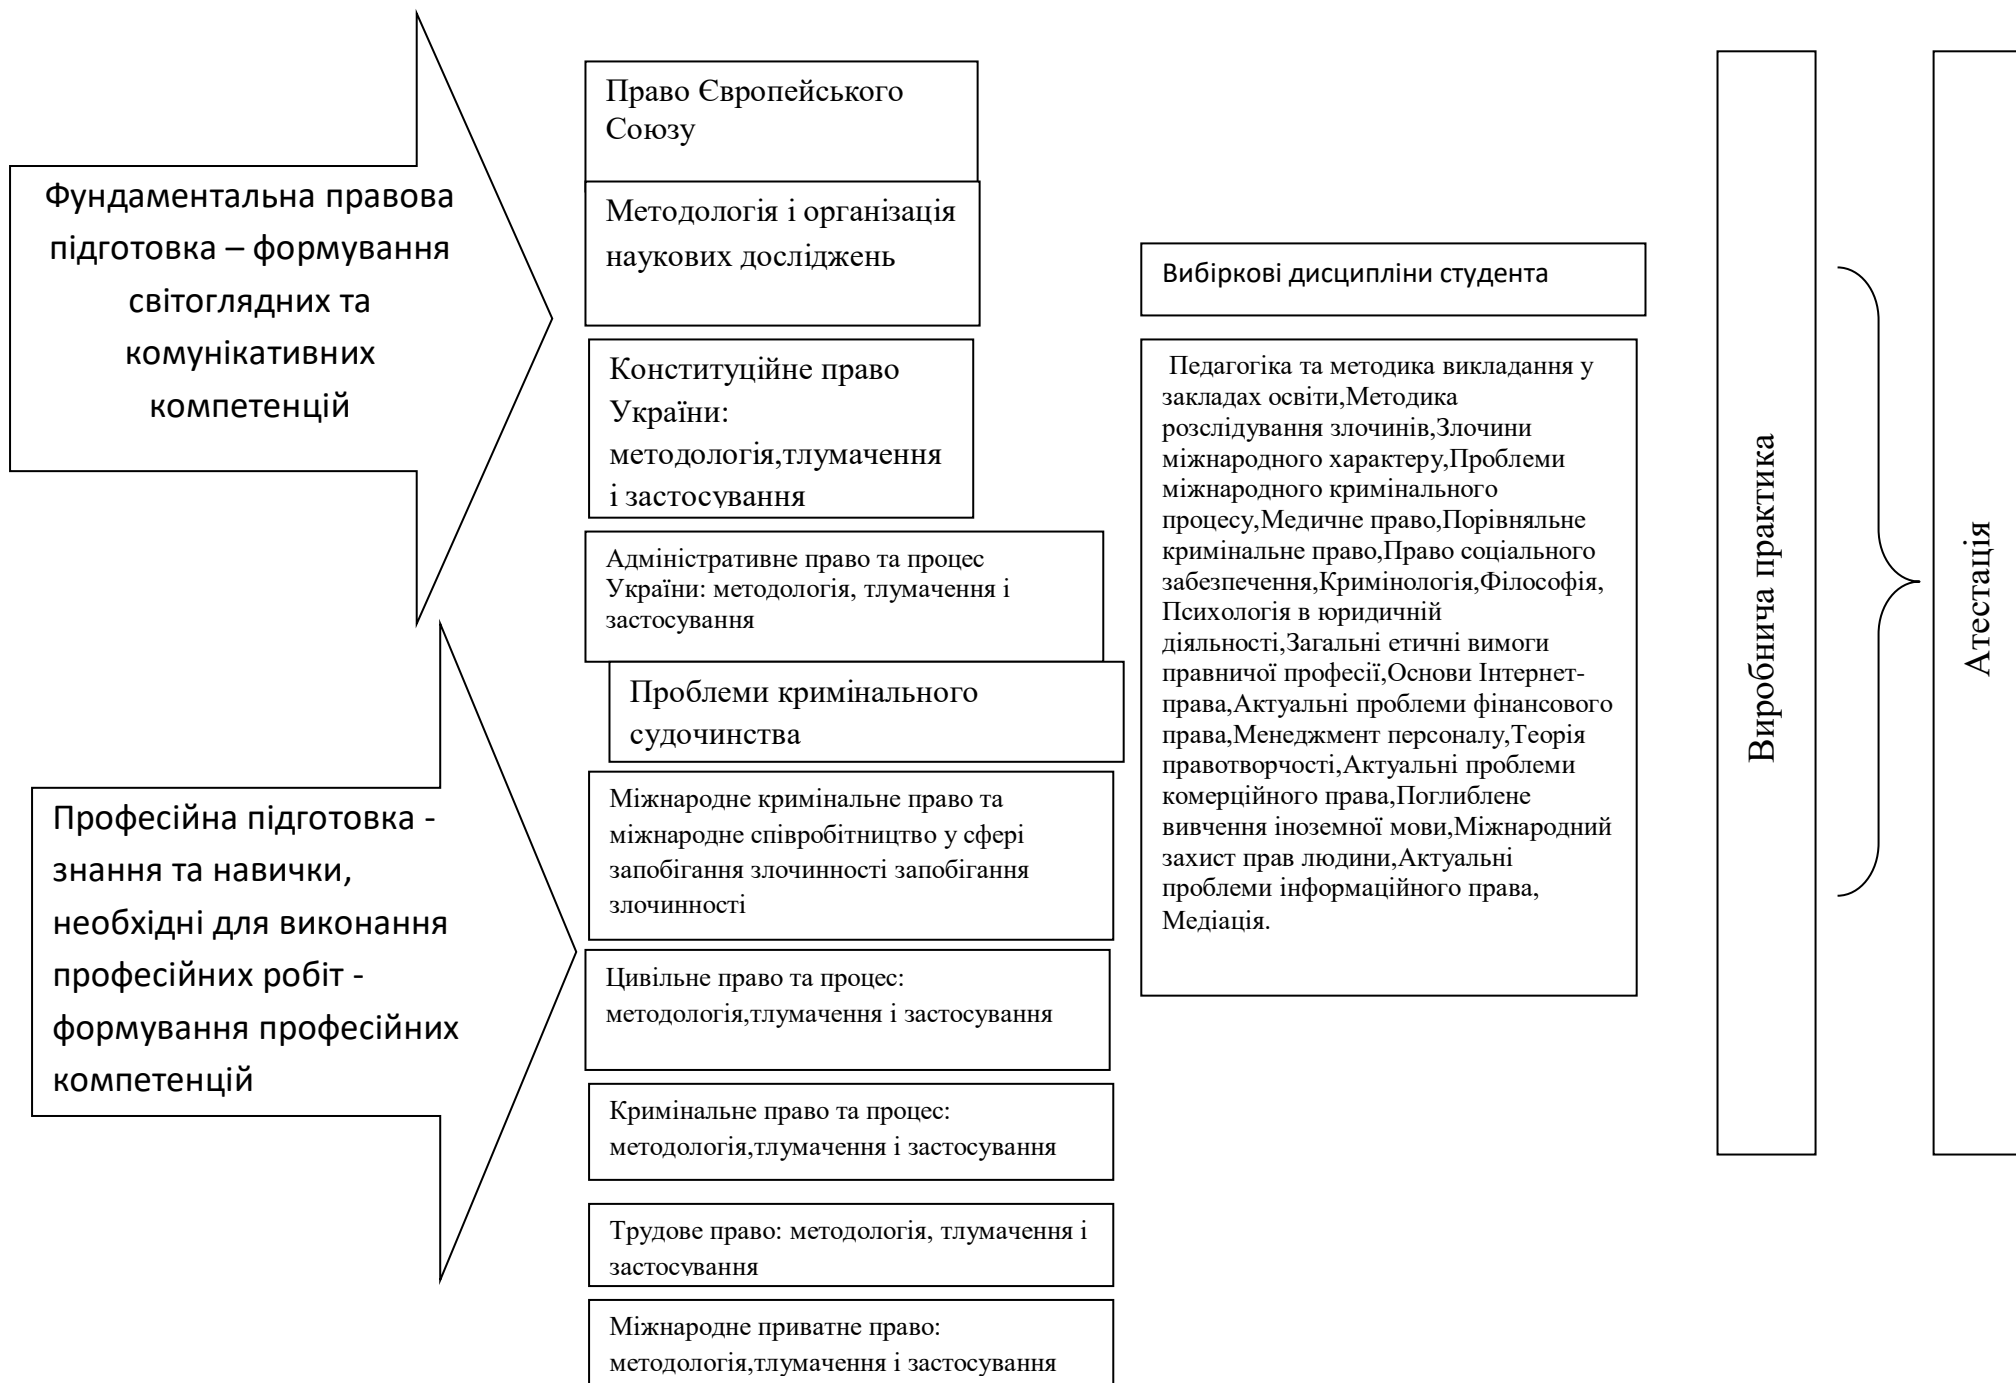 Фундаментальна правова
підготовка – формування
світоглядних та
комунікативних
компетенцій
Професійна підготовка -
знання та навички,
необхідні для виконання
професійних робіт -
формування професійних
компетенцій
Право Європейського
Союзу
Методологія і організація
наукових досліджень
Конституційне право
України:
методологія,тлумачення
і застосування
Адміністративне право та процес
України: методологія, тлумачення і
застосування
Проблеми кримінального
судочинства
Міжнародне кримінальне право та
міжнародне співробітництво у сфері
запобігання злочинності запобігання
злочинності
Цивільне право та процес:
методологія,тлумачення і застосування
Кримінальне право та процес:
методологія,тлумачення і застосування
Трудове право: методологія, тлумачення і
застосування
Міжнародне приватне право:
методологія,тлумачення і застосування
Вибіркові дисципліни студента
Педагогіка та методика викладання у
закладах освіти,Методика
розслідування злочинів,Злочини
міжнародного характеру,Проблеми
міжнародного кримінального
процесу,Медичне право,Порівняльне
кримінальне право,Право соціального
забезпечення,Кримінологія,Філософія,
Психологія в юридичній
діяльності,Загальні етичні вимоги
правничої професії,Основи Інтернет-
права,Актуальні проблеми фінансового
права,Менеджмент персоналу,Теорія
правотворчості,Актуальні проблеми
комерційного права,Поглиблене
вивчення іноземної мови,Міжнародний
захист прав людини,Актуальні
проблеми інформаційного права,
Медіація.
Виробнича практика
Атестація